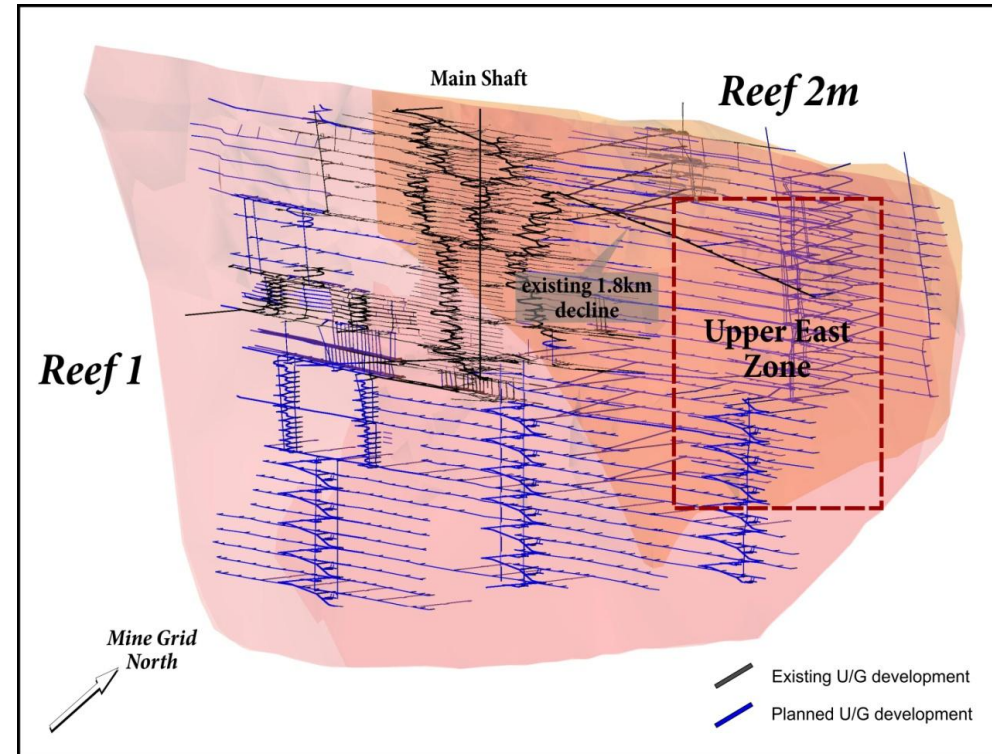 Main Shaft
Reef 2m
existing 1.8km
decline
Upper East
Zone
Reef 1
Mine Grid
North
Existing U/G development
Planned U/G development